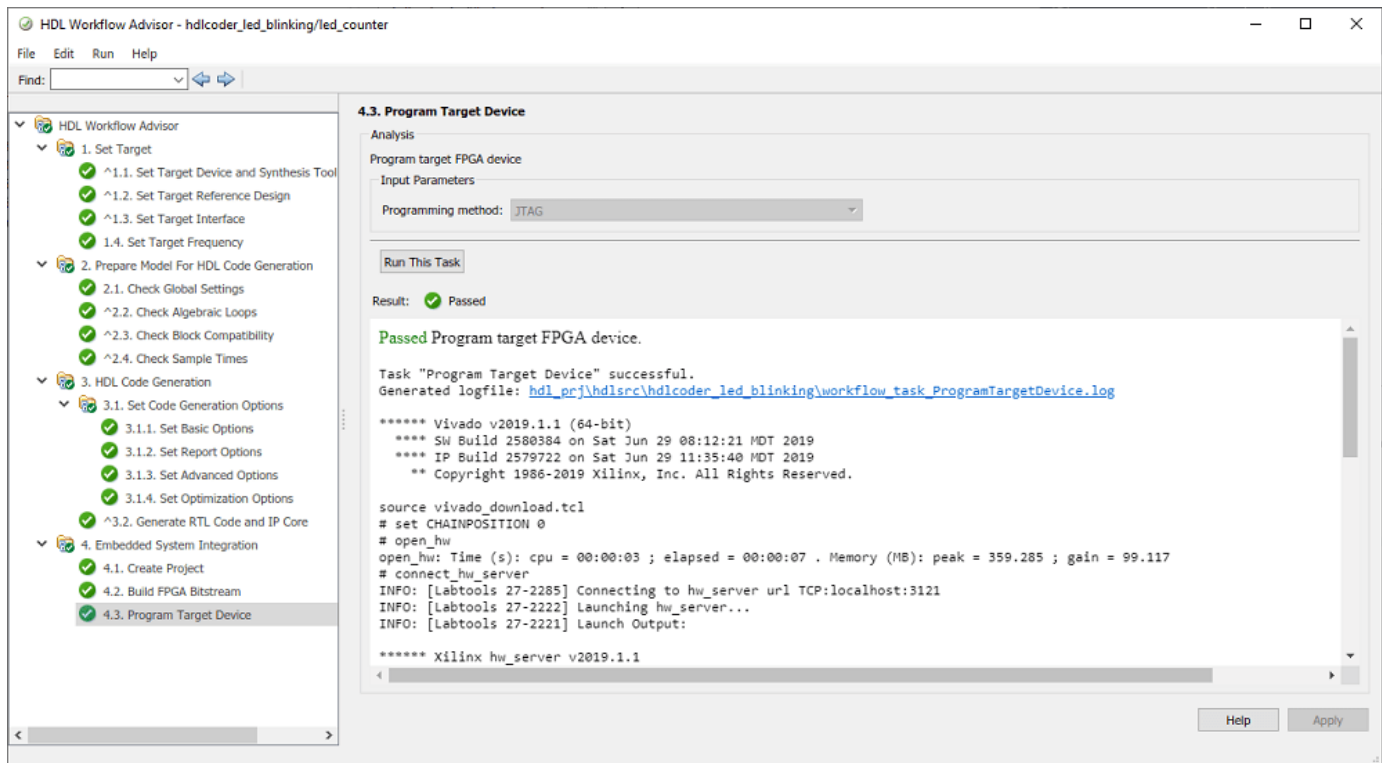 HDL Workflow Advisor - hdlcoder_led_blinking/led_counter
File Edit Run Help
Find:
HDL Workflow Advisor
1. Set Target
^1.1. Set Target Device and Synthesis Tool
^1.2. Set Target Reference Design
^1.3. Set Target Interface
1.4. Set Target Frequency
2. Prepare Model For HDL Code Generation
2.1. Check Global Settings
^2.2. Check Algebraic Loops
^2.3. Check Block Compatibility
^2.4. Check Sample Times
3. HDL Code Generation
3.1. Set Code Generation Options
3.1.1. Set Basic Options
3.1.2. Set Report Options
3.1.3. Set Advanced Options
3.1.4. Set Optimization Options
^3.2. Generate RTL Code and IP Core
4. Embedded System Integration
4.1. Create Project
4.2. Build FPGA Bitstream
4.3. Program Target Device
4.3. Program Target Device
Analysis
Program target FPGA device
Input Parameters
Programming method: JTAG
Run This Task
Result: Passed
Passed Program target FPGA device.
Task "Program Target Device" successful.
Generated logfile: hdl_prj\hdlsrc\hdlcoder_led_blinking\workflow_task_ProgramTargetDevice.log
****** Vivado v2019.1.1 (64-bit)
**** SW Build 2580384 on Sat Jun 29 08:12:21 MDT 2019
**** IP Build 2579722 on Sat Jun 29 11:35:40 MDT 2019
** Copyright 1986-2019 Xilinx, Inc. All Rights Reserved.
source vivado_download.tcl
# set CHAINPOSITION 0
# open_hw
open_hw: Time (s): cpu = 00:00:03 ; elapsed = 00:00:07 . Memory (MB): peak = 359.285 ; gain = 99.117
# connect_hw_server
INFO: [Labtools 27-2285] Connecting to hw_server url TCP:localhost:3121
INFO: [Labtools 27-2222] Launching hw_server...
INFO: [Labtools 27-2221] Launch Output:
****** Xilinx hw_server v2019.1.1
Help Apply